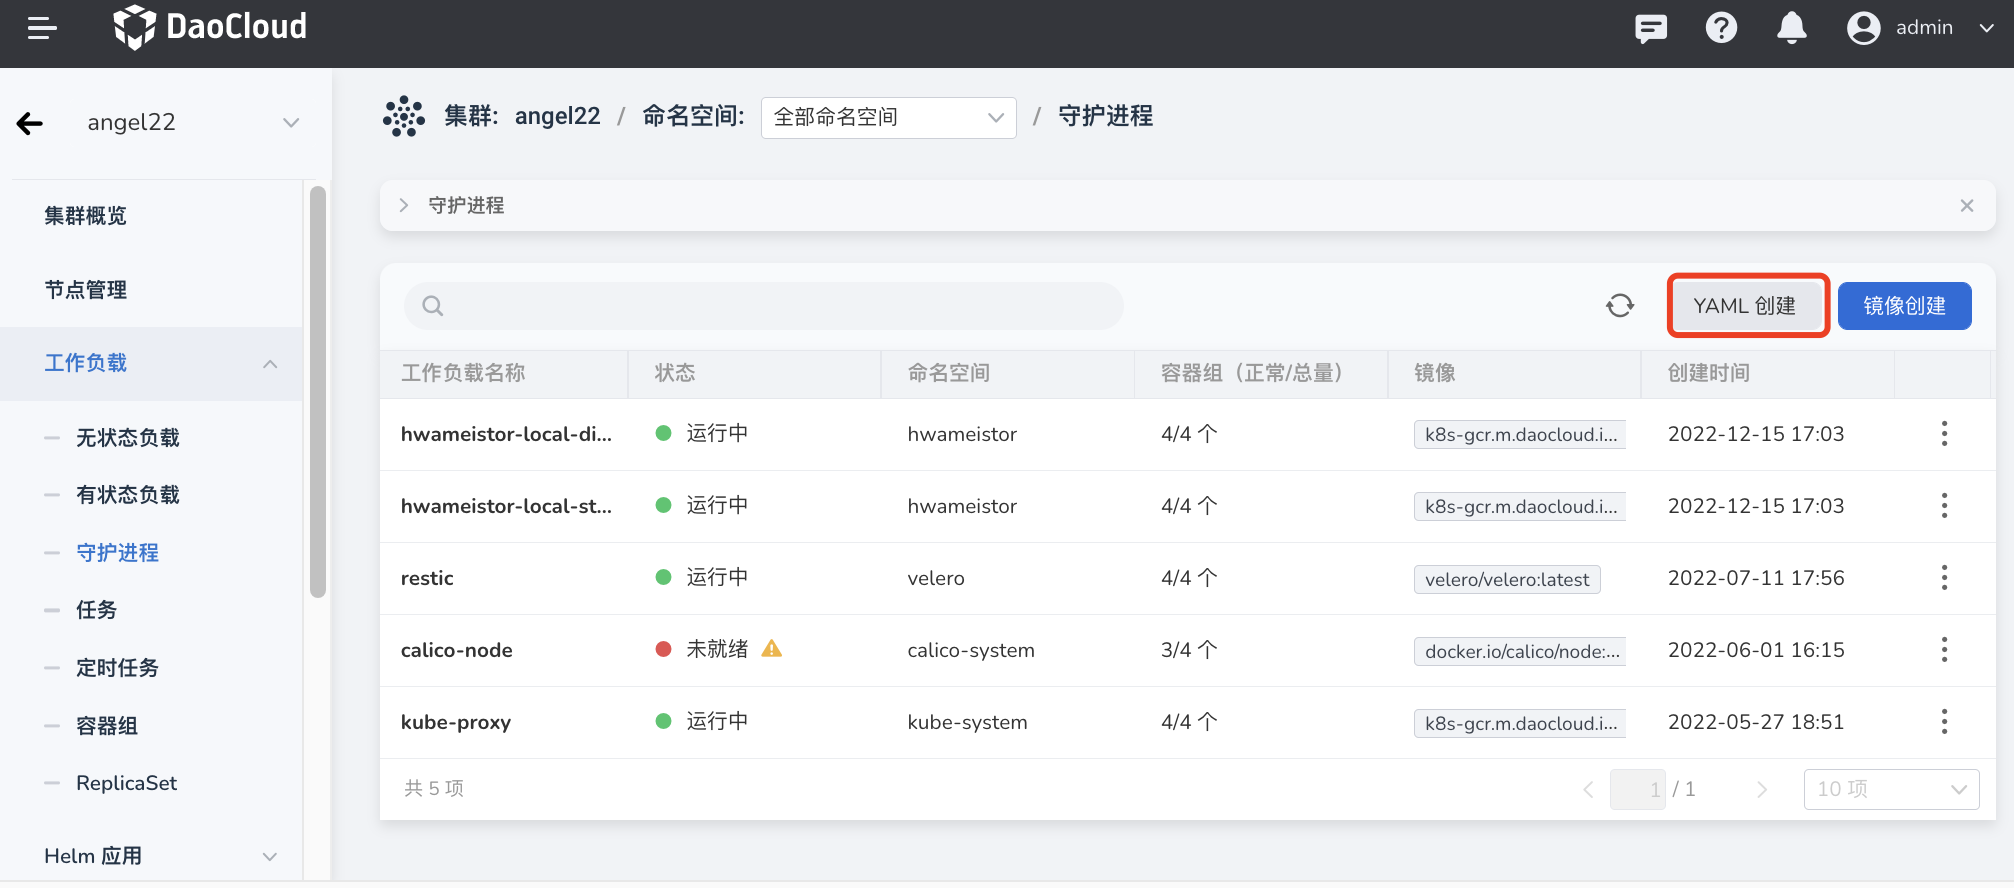 DaoCloud
admin
angel22
集群: angel22 / 命名空间: 全部命名空间 / 守护进程
集群概览
节点管理
工作负载
无状态负载
有状态负载
守护进程
任务
定时任务
容器组
ReplicaSet
Helm 应用
守护进程
YAML 创建 镜像创建
工作负载名称 状态 命名空间 容器组（正常/总量） 镜像 创建时间
hwameistor-local-di... 运行中 hwameistor 4/4 个 k8s-gcr.m.daocloud.i... 2022-12-15 17:03
hwameistor-local-st... 运行中 hwameistor 4/4 个 k8s-gcr.m.daocloud.i... 2022-12-15 17:03
restic 运行中 velero 4/4 个 velero/velero:latest 2022-07-11 17:56
calico-node 未就绪 calico-system 3/4 个 docker.io/calico/node:... 2022-06-01 16:15
kube-proxy 运行中 kube-system 4/4 个 k8s-gcr.m.daocloud.i... 2022-05-27 18:51
共 5 项 1 / 1 10 项